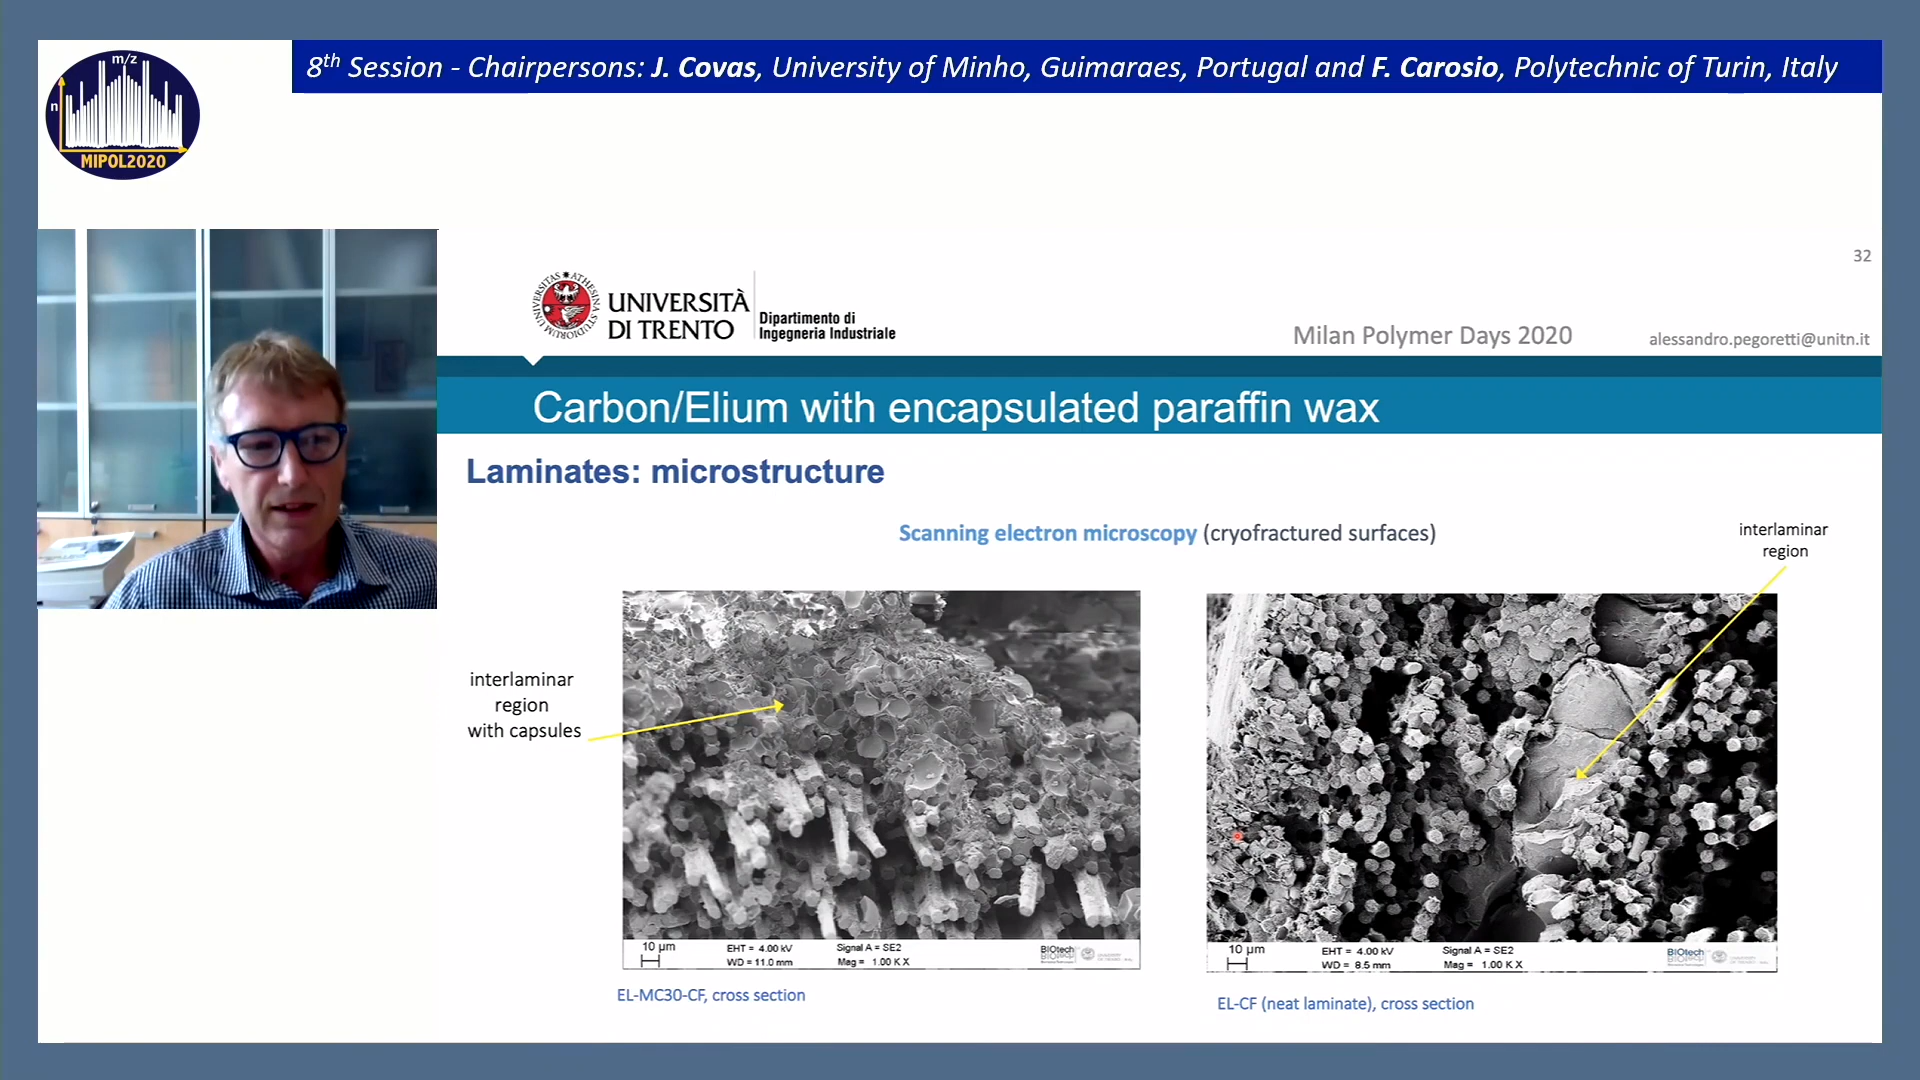 8th Session - Chairpersons: J. Covas, University of Minho, Guimaraes, Portugal and F. Carosio, Polytechnic of Turin, Italy
m/z
n
MIPOL2020
32
UNIVERSITÀ
DI TRENTO
Dipartimento di
Ingegneria Industriale
Milan Polymer Days 2020
alessandro.pegoretti@unitn.it
Carbon/Elium with encapsulated paraffin wax
Laminates: microstructure
Scanning electron microscopy (cryofractured surfaces)
interlaminar
region
interlaminar
region
with capsules
10 µm
EHT = 4.00 kV
WD = 11.0 mm
Signal A = SE2
Mag = 1.00 K X
BIOtech
10 µm
EHT = 4.00 kV
WD = 8.5 mm
Signal A = SE2
Mag = 1.00 K X
BIOtech
EL-MC30-CF, cross section
EL-CF (neat laminate), cross section